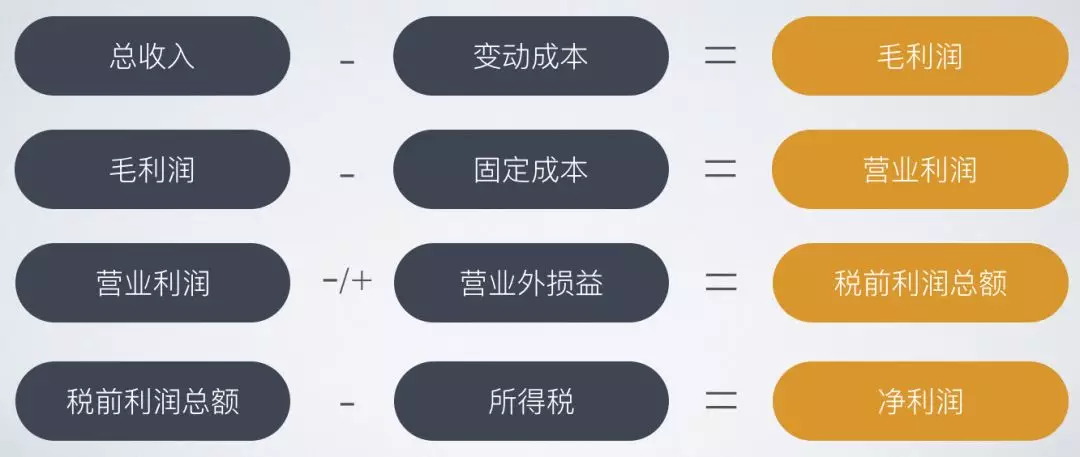 总收入 - 变动成本 = 毛利润
毛利润 - 固定成本 = 营业利润
营业利润 -/+ 营业外损益 = 税前利润总额
税前利润总额 - 所得税 = 净利润